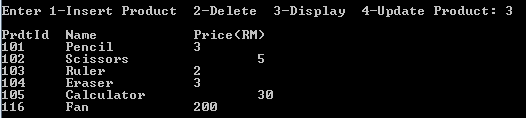 Enter 1-Insert Product  2-Delete  3-Display  4-Update Product: 3
PrdtId  Name            Price(RM)
101     Pencil          3
102     Scissors                5
103     Ruler           2
104     Eraser          3
105     Calculator              30
116     Fan             200